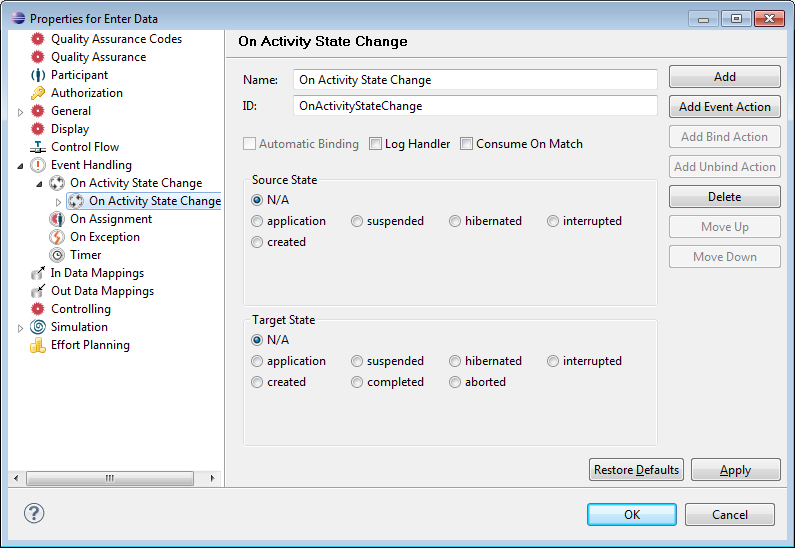 Properties for Enter Data
Quality Assurance Codes
Quality Assurance
Participant
Authorization
General
Display
Control Flow
Event Handling
On Activity State Change
On Activity State Change
On Assignment
On Exception
Timer
In Data Mappings
Out Data Mappings
Controlling
Simulation
Effort Planning
On Activity State Change
Name: On Activity State Change
ID: OnActivityStateChange
Automatic Binding Log Handler Consume On Match
Source State
N/A
application suspended hibernated interrupted
created
Target State
N/A
application suspended hibernated interrupted
created completed aborted
Add
Add Event Action
Add Bind Action
Add Unbind Action
Delete
Move Up
Move Down
Restore Defaults Apply
? OK Cancel